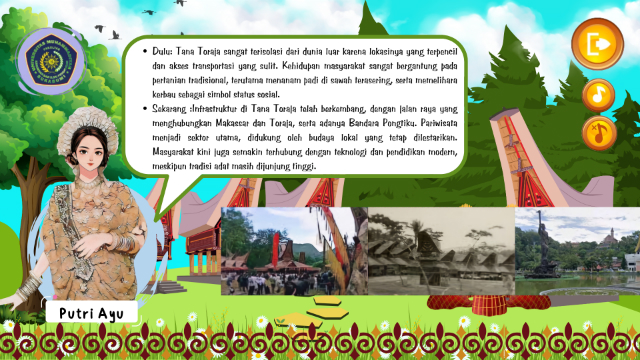 • Dulu: Tana Toraja sangat terisolasi dari dunia luar karena lokasinya yang terpencil
dan akses transportasi yang sulit. Kehidupan masyarakat sangat bergantung pada
pertanian tradisional, terutama menanam padi di sawah terasering, serta memelihara
kerbau sebagai simbol status sosial.
• Sekarang :Infrastruktur di Tana Toraja telah berkembang, dengan jalan raya yang
menghubungkan Makassar dan Toraja, serta adanya Bandara Pongtiku. Pariwisata
menjadi sektor utama, didukung oleh budaya lokal yang tetap dilestarikan.
Masyarakat kini juga semakin terhubung dengan teknologi dan pendidikan modern,
meskipun tradisi adat masih dijunjung tinggi.
Putri Ayu